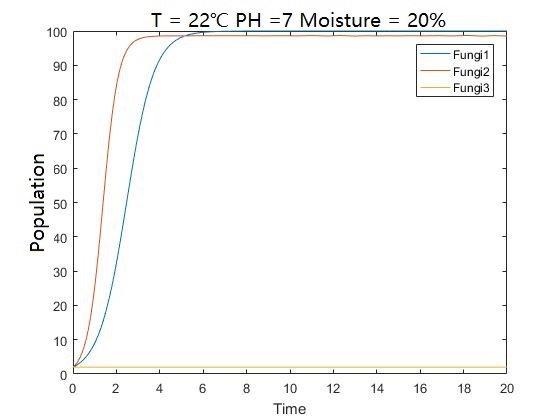 T = 22℃ PH =7 Moisture = 20%
Fungi1
Fungi2
Fungi3
Population
100
90
80
70
60
50
40
30
20
10
0
0 2 4 6 8 10 12 14 16 18 20
Time